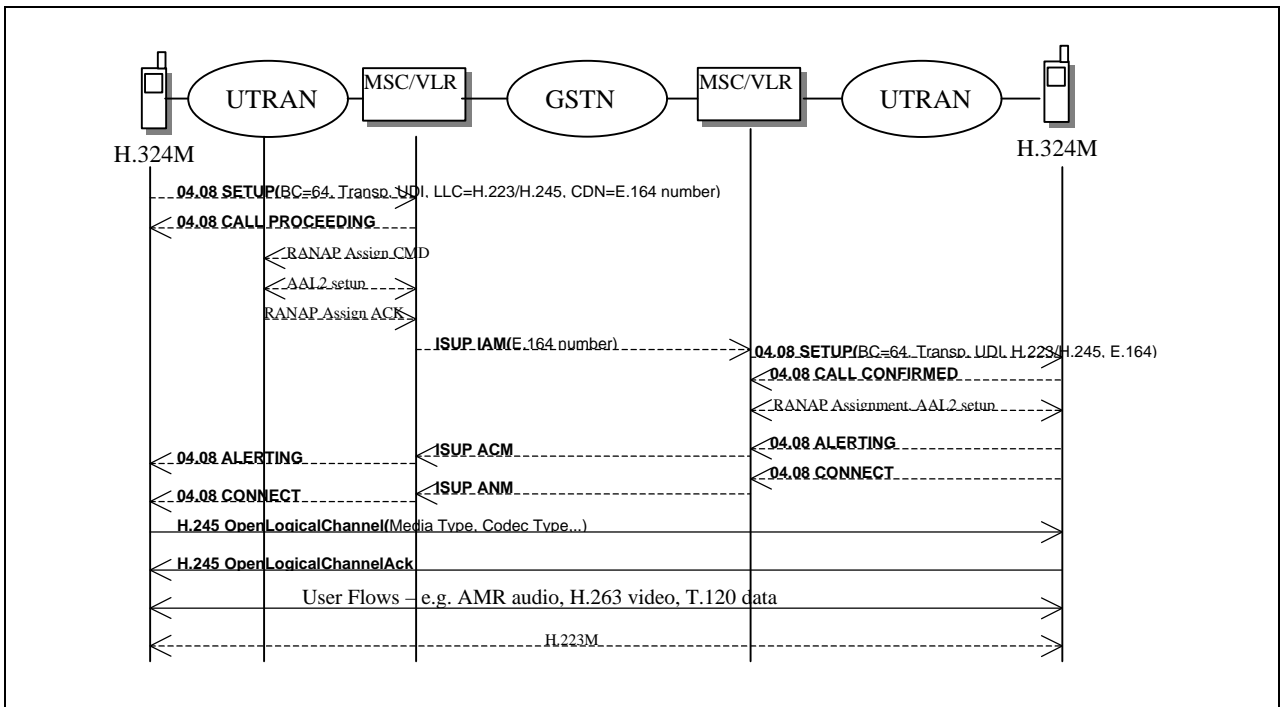 UTRAN
MSC/VLR
GSTN
MSC/VLR
UTRAN
H.324M
H.324M
04.08 SETUP(BC=64, Transp, UDI, LLC=H.223/H.245, CDN=E.164 number)
04.08 CALL PROCEEDING
RANAP Assign CMD
AAL2 setup
RANAP Assign ACK
ISUP IAM(E.164 number)
04.08 SETUP(BC=64, Transp, UDI, H.223/H.245, E.164)
04.08 CALL CONFIRMED
RANAP Assignment, AAL2 setup
04.08 ALERTING
ISUP ACM
04.08 ALERTING
04.08 CONNECT
ISUP ANM
04.08 CONNECT
H.245 OpenLogicalChannel(Media Type, Codec Type...)
H.245 OpenLogicalChannelAck
User Flows – e.g. AMR audio, H.263 video, T.120 data
H.223M